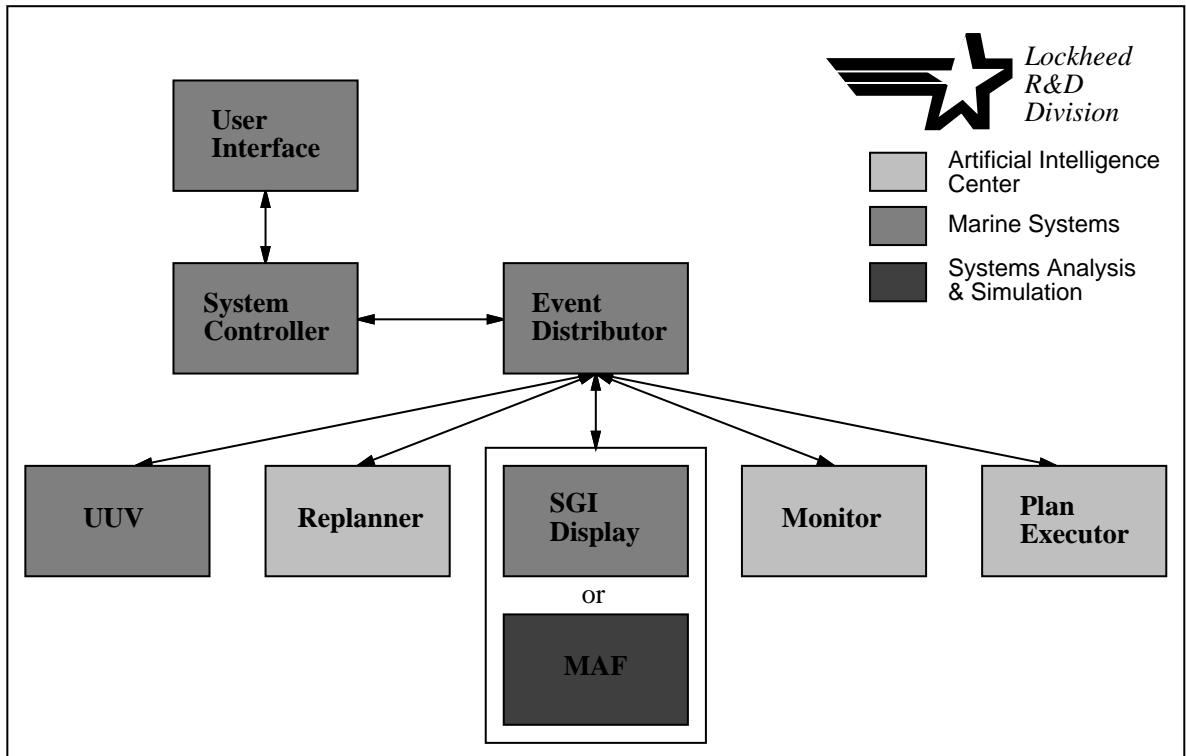 Lockheed
R&D
Division
Artificial Intelligence
Center
Marine Systems
Systems Analysis
& Simulation
User
Interface
System
Controller
Event
Distributor
UUV
Replanner
SGI
Display
or
MAF
Monitor
Plan
Executor